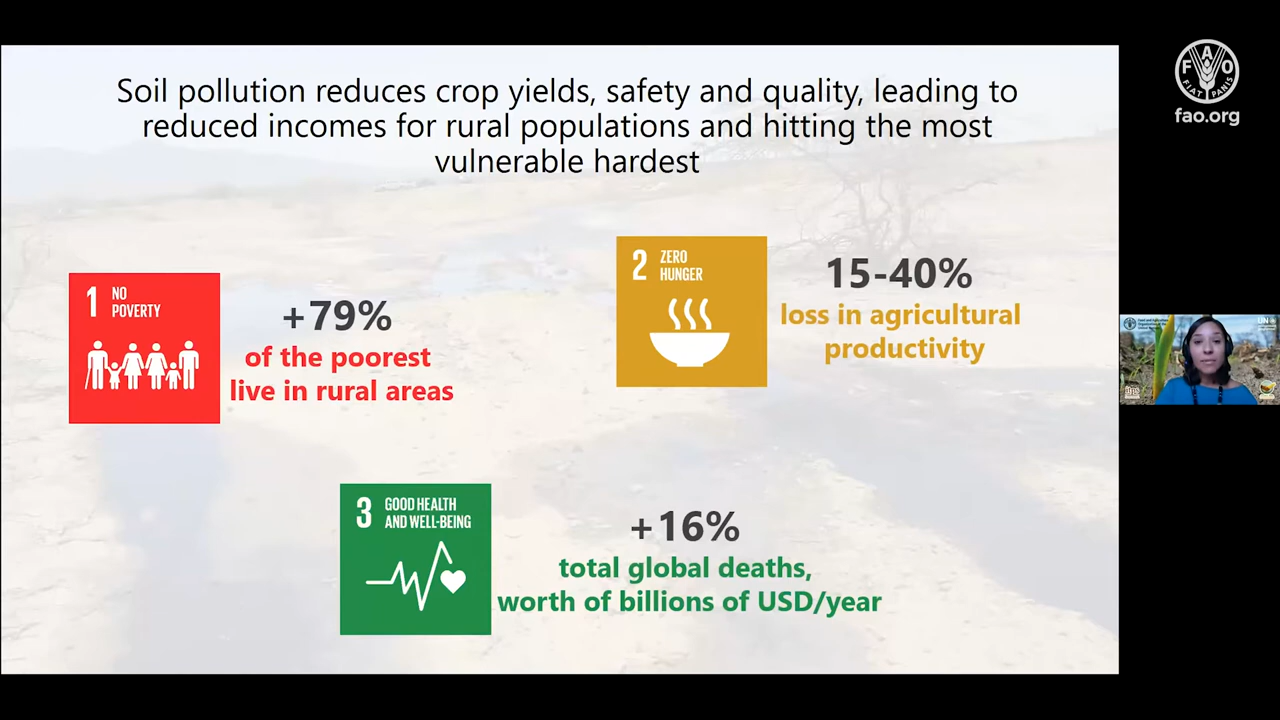 Soil pollution reduces crop yields, safety and quality, leading to
reduced incomes for rural populations and hitting the most
vulnerable hardest
1 NO
POVERTY
+79%
of the poorest
live in rural areas
2 ZERO
HUNGER
15-40%
loss in agricultural
productivity
3 GOOD HEALTH
AND WELL-BEING
+16%
total global deaths,
worth of billions of USD/year
F A O
FIAT PANIS
fao.org